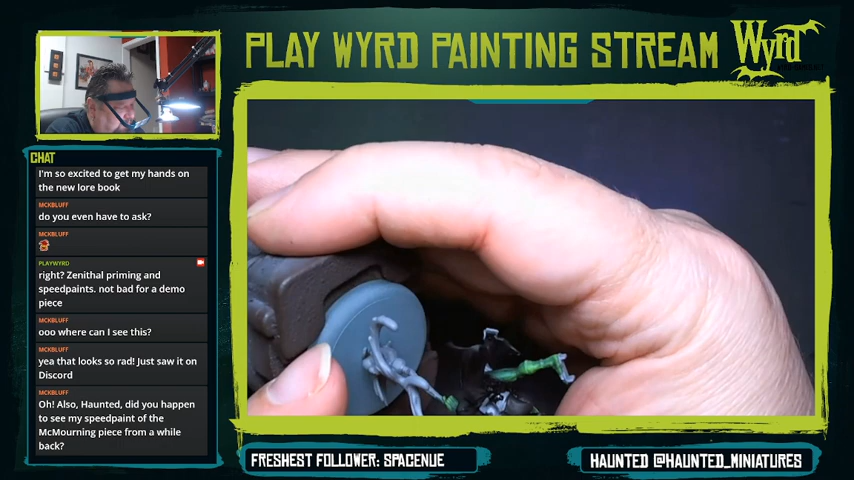 PLAY WYRD PAINTING STREAM
Wyrd
CHAT
I'm so excited to get my hands on
the new lore book
MCKBLUFF
do you even have to ask?
MCKBLUFF
PLAYWYRD
right? Zenithal priming and
speedpaints. not bad for a demo
piece
MCKBLUFF
ooo where can I see this?
MCKBLUFF
yea that looks so rad! Just saw it on
Discord
MCKBLUFF
Oh! Also, Haunted, did you happen
to see my speedpaint of the
McMourning piece from a while
back?
FRESHEST FOLLOWER: SPACENUE
HAUNTED @HAUNTED_MINIATURES